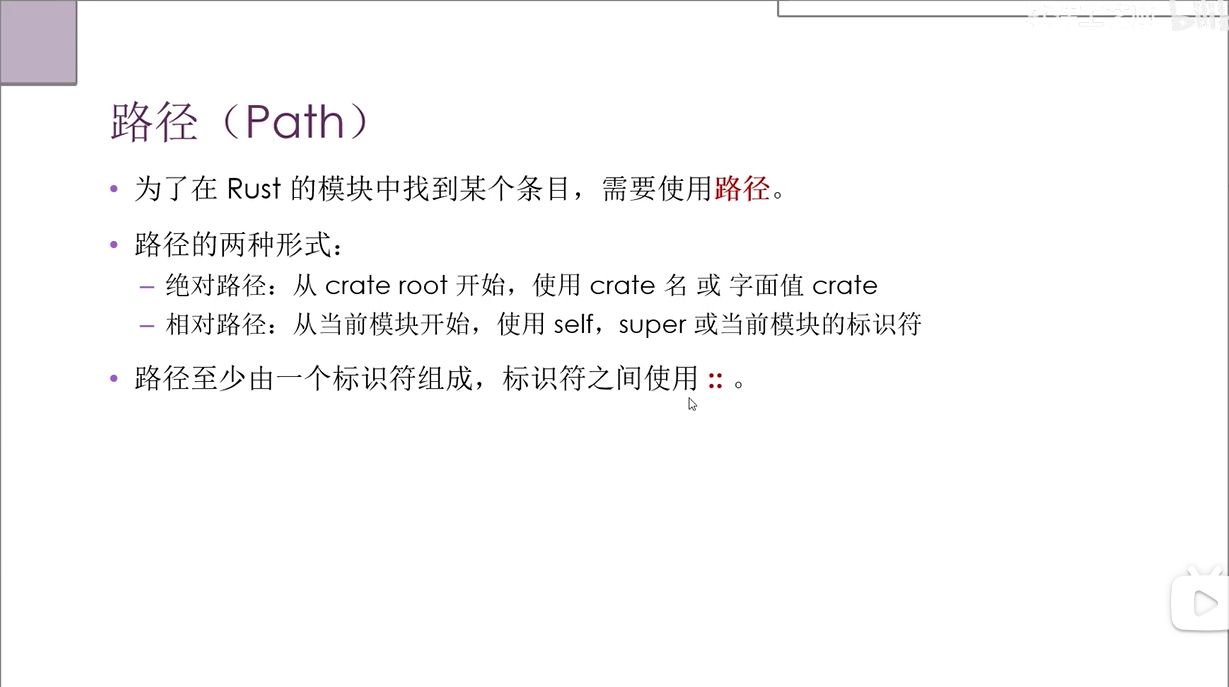 路径（Path）
• 为了在 Rust 的模块中找到某个条目，需要使用路径。
• 路径的两种形式：
– 绝对路径：从 crate root 开始，使用 crate 名 或 字面值 crate
– 相对路径：从当前模块开始，使用 self，super 或当前模块的标识符
• 路径至少由一个标识符组成，标识符之间使用 :: 。